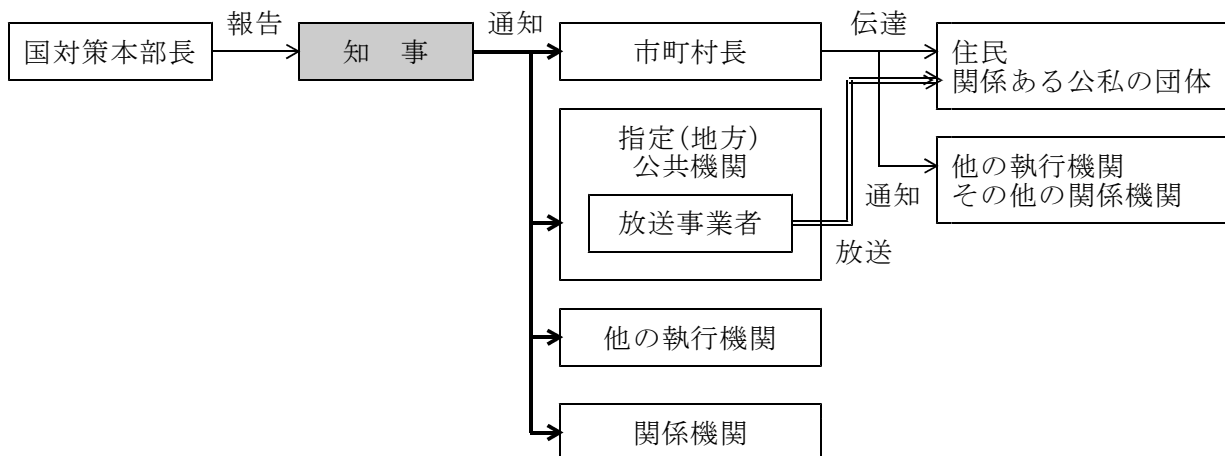 報告
国対策本部長
知　事
通知
市町村長
伝達
住民
関係ある公私の団体
指定(地方)
公共機関
放送事業者
放送
通知
他の執行機関
その他の関係機関
他の執行機関
関係機関